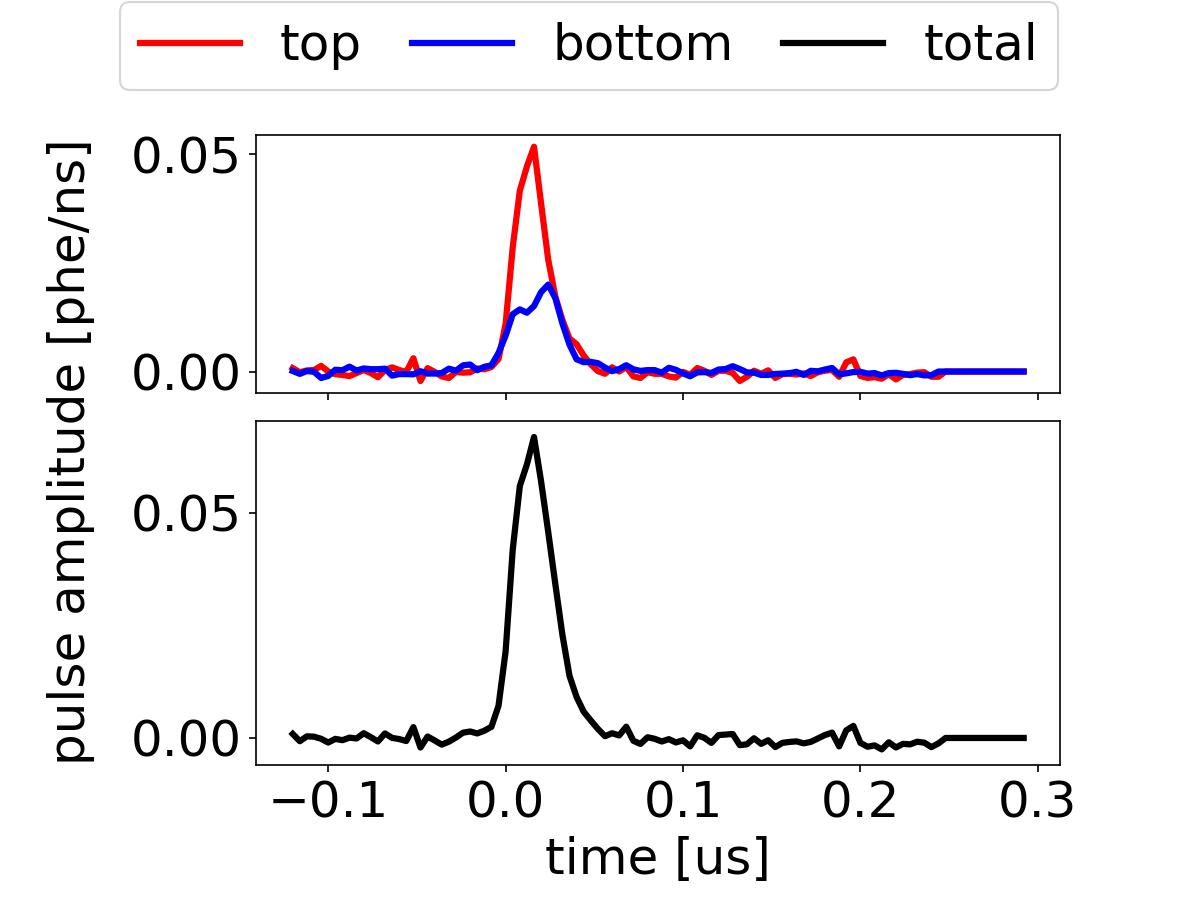 top bottom total
pulse amplitude [phe/ns]
0.05
0.00
0.05
0.00
−0.1 0.0 0.1 0.2 0.3
time [us]